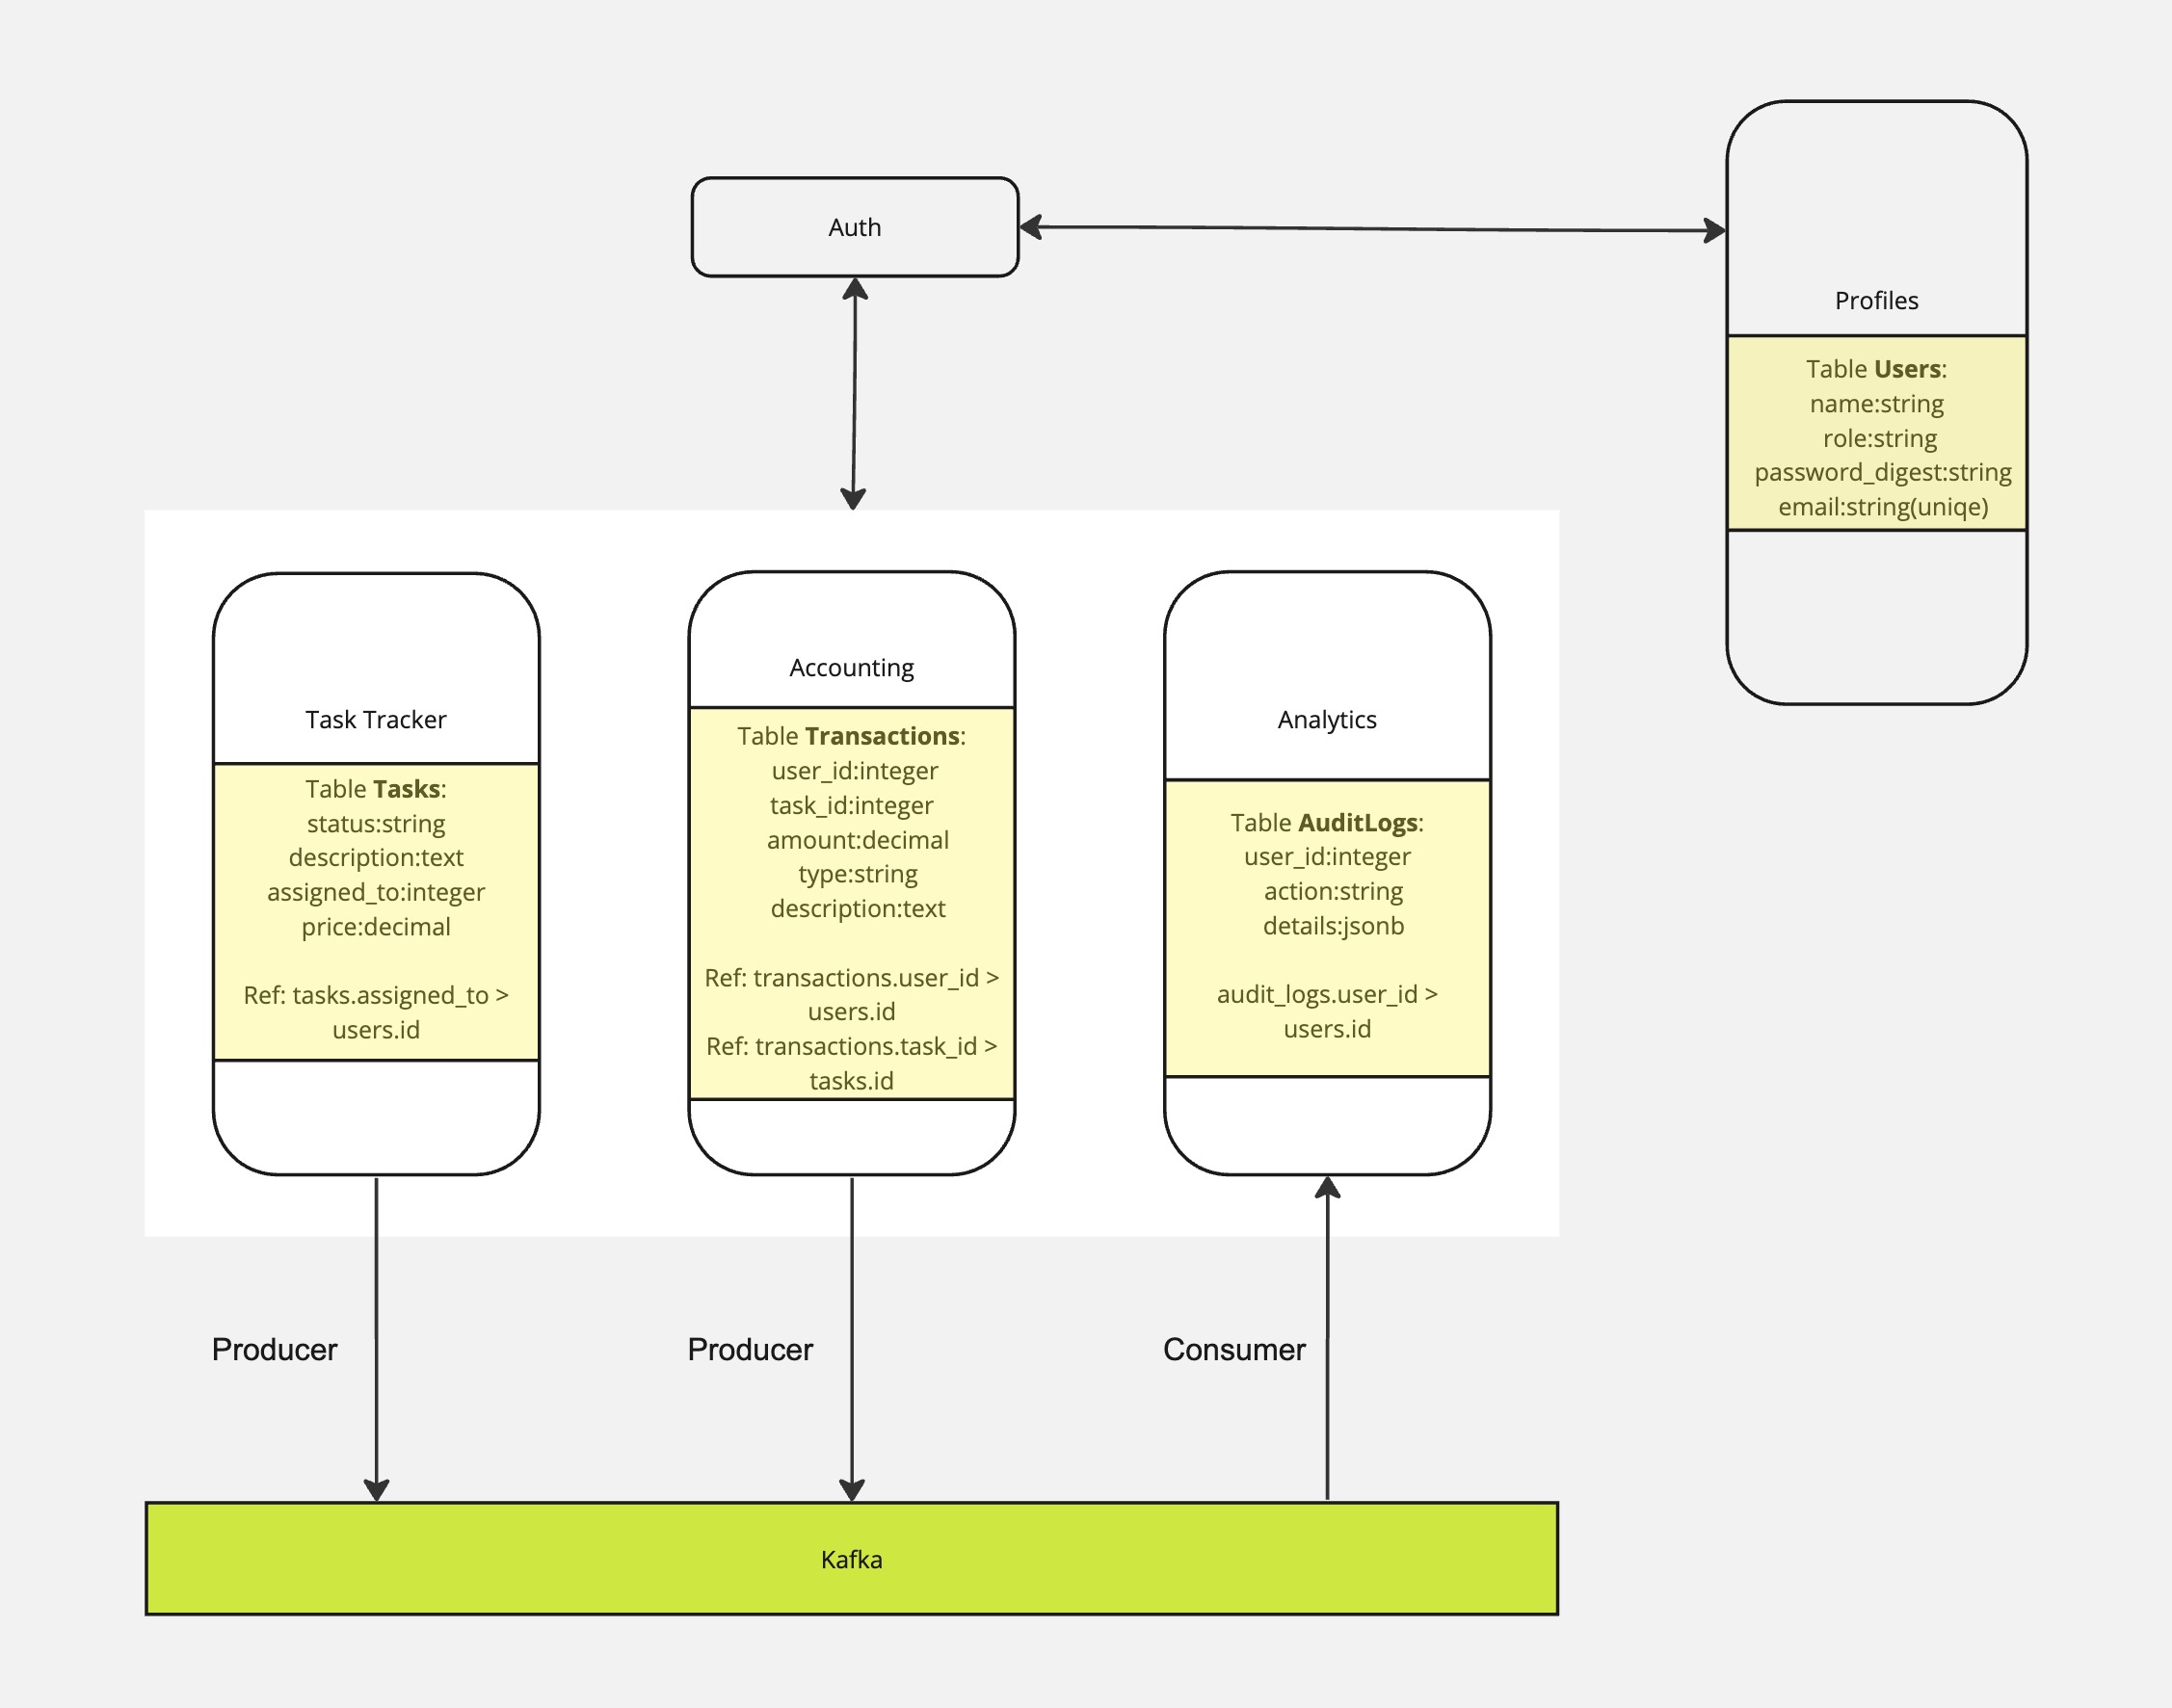 Auth
Profiles
Table Users:
name:string
role:string
password_digest:string
email:string(uniqe)
Task Tracker
Table Tasks:
status:string
description:text
assigned_to:integer
price:decimal
Ref: tasks.assigned_to >
users.id
Accounting
Table Transactions:
user_id:integer
task_id:integer
amount:decimal
type:string
description:text
Ref: transactions.user_id >
users.id
Ref: transactions.task_id >
tasks.id
Analytics
Table AuditLogs:
user_id:integer
action:string
details:jsonb
audit_logs.user_id >
users.id
Producer
Producer
Consumer
Kafka